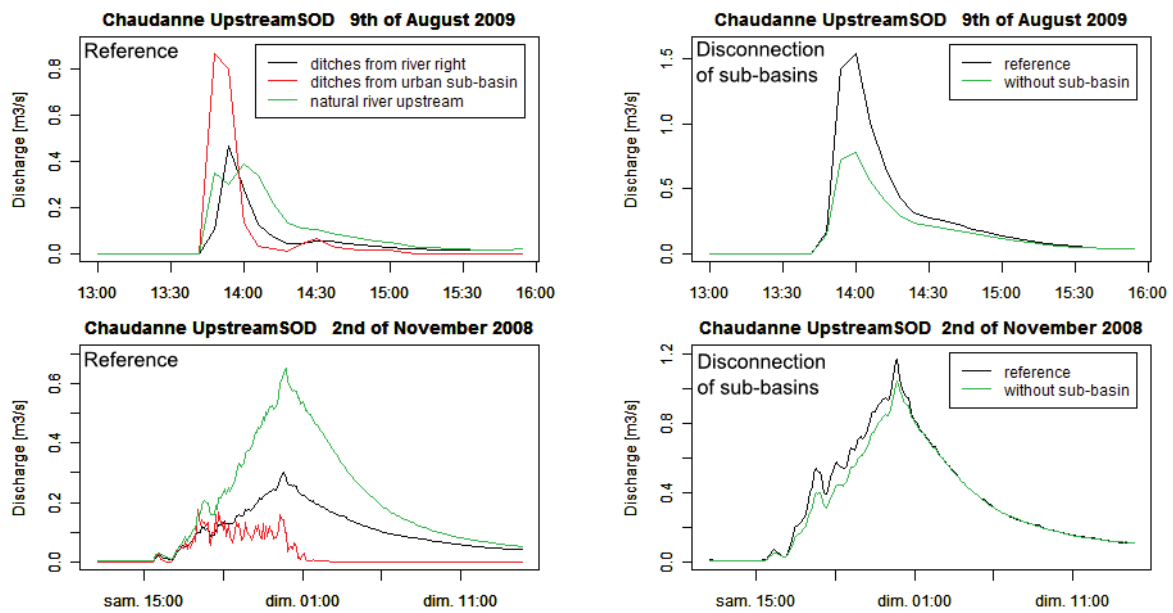 Chaudanne UpstreamSOD 9th of August 2009
Reference
ditches from river right
ditches from urban sub-basin
natural river upstream
Discharge [m3/s]
0.0
0.2
0.4
0.6
0.8
13:00 13:30 14:00 14:30 15:00 15:30 16:00
Chaudanne UpstreamSOD 9th of August 2009
Disconnection
of sub-basins
reference
without sub-basin
Discharge [m3/s]
0.0
0.5
1.0
1.5
13:00 13:30 14:00 14:30 15:00 15:30 16:00
Chaudanne UpstreamSOD 2nd of November 2008
Reference
Discharge [m3/s]
0.0
0.2
0.4
0.6
sam. 15:00 dim. 01:00 dim. 11:00
Chaudanne UpstreamSOD 2nd of November 2008
Disconnection
of sub-basins
reference
without sub-basin
Discharge [m3/s]
0.0
0.4
0.8
1.2
sam. 15:00 dim. 01:00 dim. 11:00